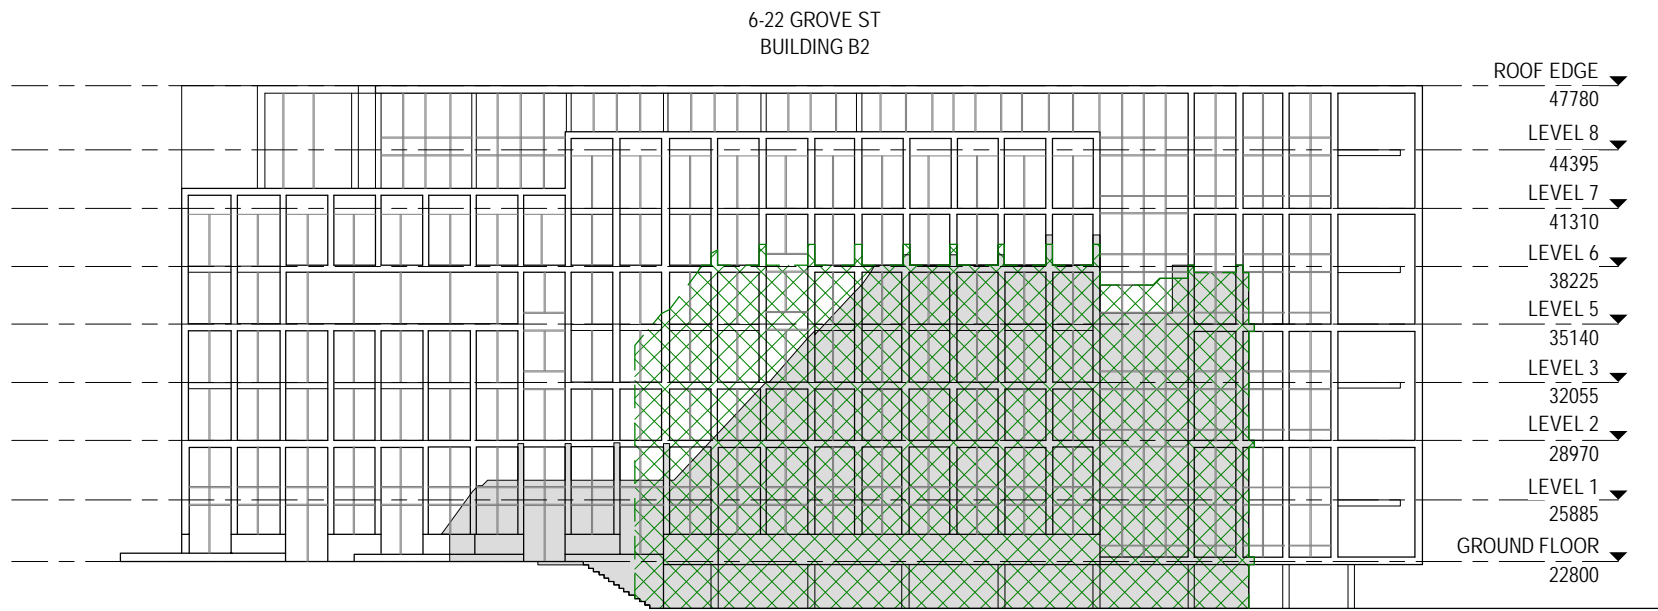 6-22 GROVE ST
BUILDING B2
ROOF EDGE
47780
LEVEL 8
44395
LEVEL 7
41310
LEVEL 6
38225
LEVEL 5
35140
LEVEL 3
32055
LEVEL 2
28970
LEVEL 1
25885
GROUND FLOOR
22800